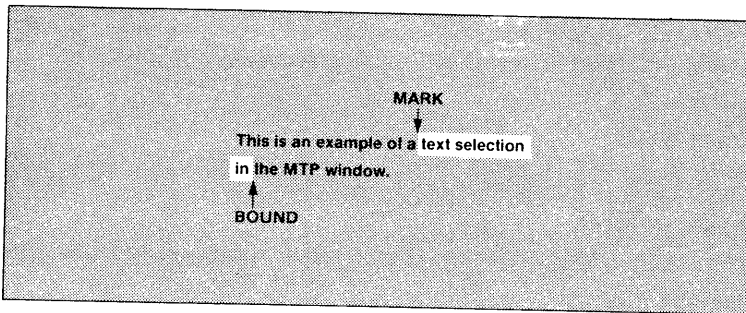 MARK
This is an example of a text selection
in the MTP window.
BOUND